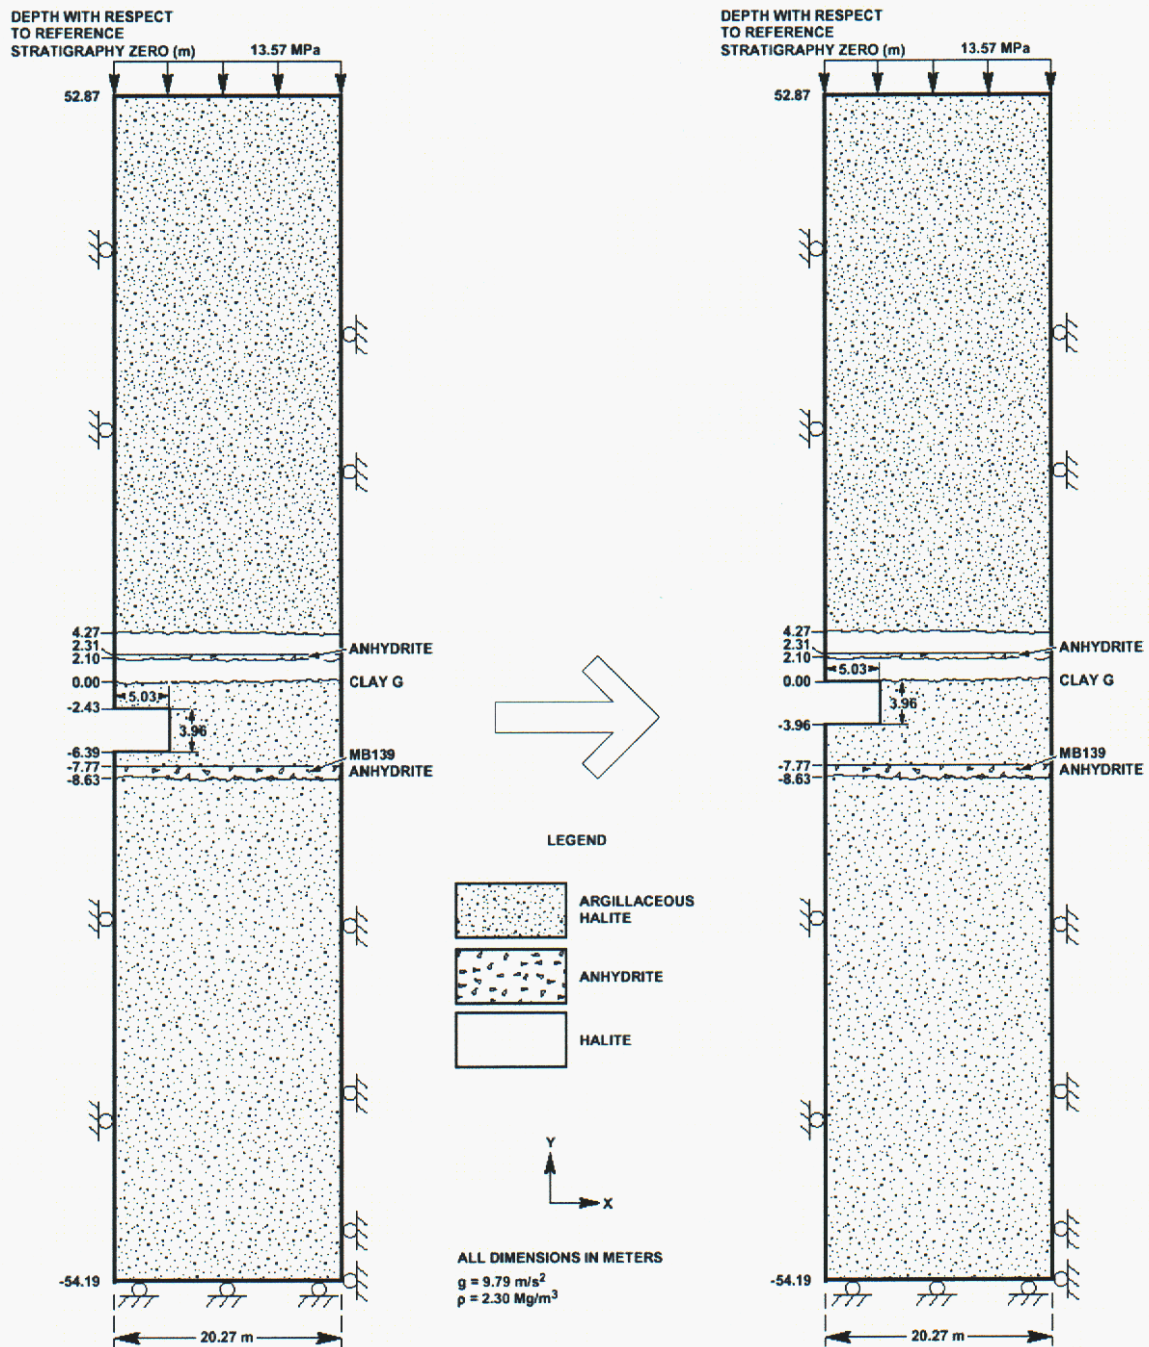 DEPTH WITH RESPECT
TO REFERENCE
STRATIGRAPHY ZERO (m)
13.57 MPa
52.87
4.27
2.31
2.10
0.00
-2.43
-6.39
-7.77
-8.63
-54.19
5.03
3.96
ANHYDRITE
CLAY G
MB139
ANHYDRITE
20.27 m
LEGEND
ARGILLACEOUS
HALITE
ANHYDRITE
HALITE
Y
X
ALL DIMENSIONS IN METERS
g = 9.79 m/s²
ρ = 2.30 Mg/m³
DEPTH WITH RESPECT
TO REFERENCE
STRATIGRAPHY ZERO (m)
13.57 MPa
52.87
4.27
2.31
2.10
0.00
-3.96
-7.77
-8.63
-54.19
5.03
3.96
ANHYDRITE
CLAY G
MB139
ANHYDRITE
20.27 m